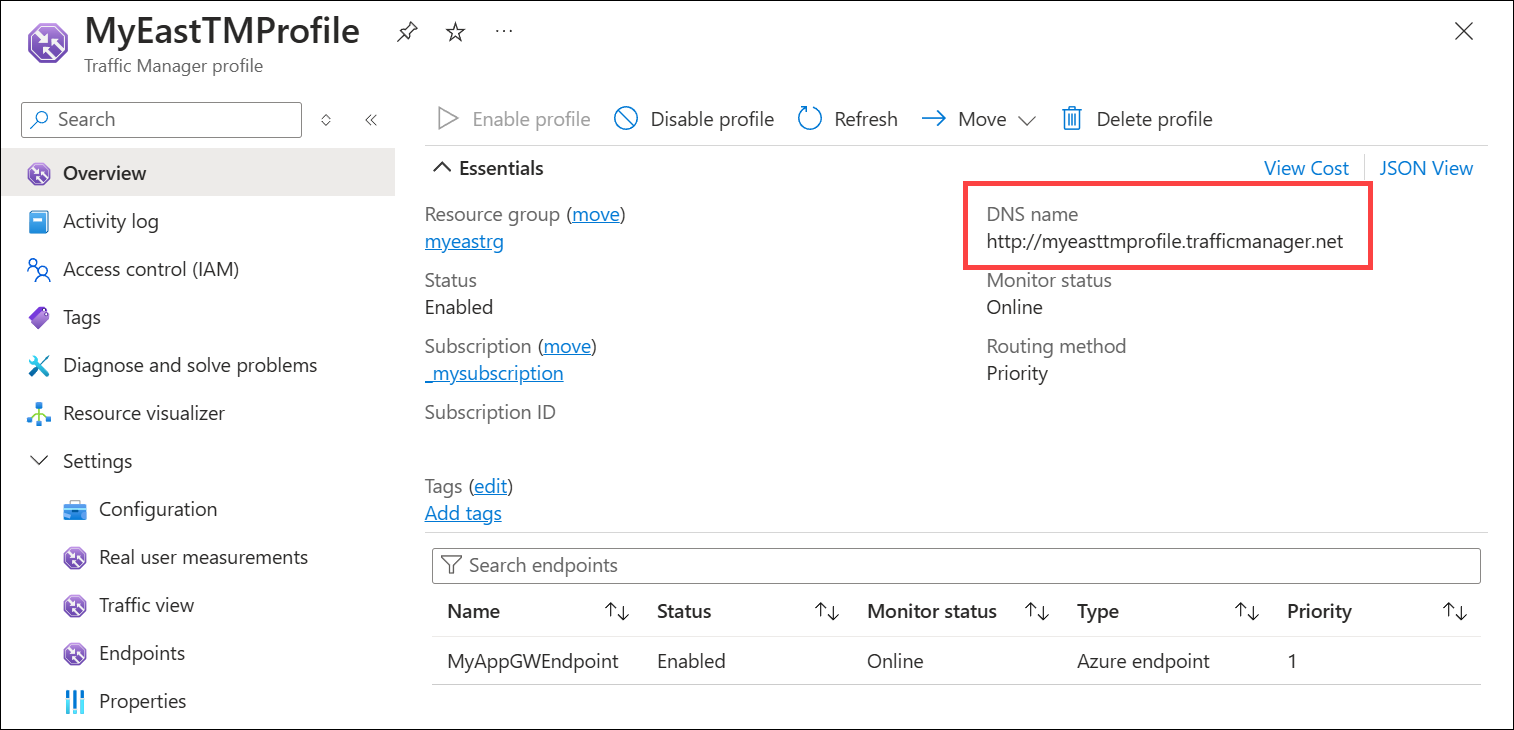 MyEastTMProfile
...
Traffic Manager profile
Search
Overview
Activity log
Access control (IAM)
Tags
Diagnose and solve problems
Resource visualizer
Settings
Configuration
Real user measurements
Traffic view
Endpoints
Properties
Enable profile Disable profile Refresh Move Delete profile
Essentials
View Cost JSON View
Resource group (move)
myeastrg
Status
Enabled
Subscription (move)
_mysubscription
Subscription ID
DNS name
http://myeasttmprofile.trafficmanager.net
Monitor status
Online
Routing method
Priority
Tags (edit)
Add tags
Search endpoints
Name Status Monitor status Type Priority
MyAppGWEndpoint Enabled Online Azure endpoint 1